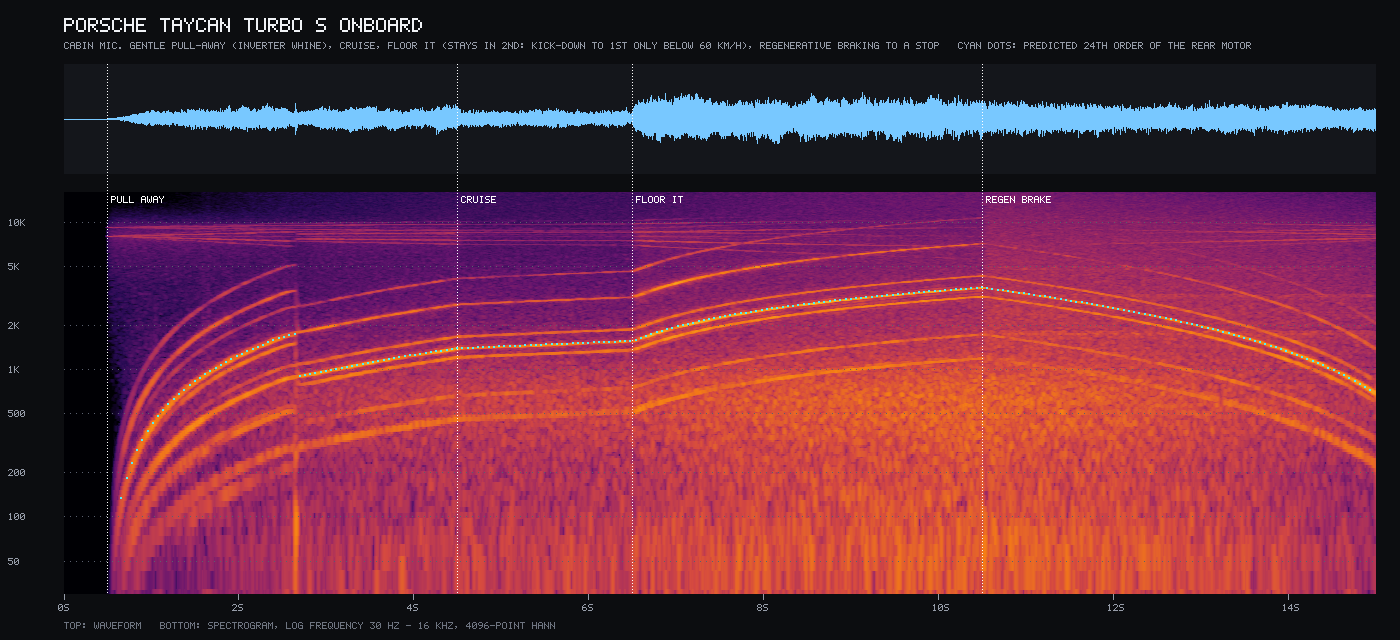 PORSCHE TAYCAN TURBO S ONBOARD
CABIN MIC. GENTLE PULL-AWAY (INVERTER WHINE), CRUISE, FLOOR IT (STAYS IN 2ND: KICK-DOWN TO 1ST ONLY BELOW 60 KM/H), REGENERATIVE BRAKING TO A STOP   CYAN DOTS: PREDICTED 24TH ORDER OF THE REAR MOTOR
PULL AWAY   CRUISE   FLOOR IT   REGEN BRAKE
10K
5K
2K
1K
500
200
100
50
0S   2S   4S   6S   8S   10S   12S   14S
TOP: WAVEFORM   BOTTOM: SPECTROGRAM, LOG FREQUENCY 30 HZ - 16 KHZ, 4096-POINT HANN